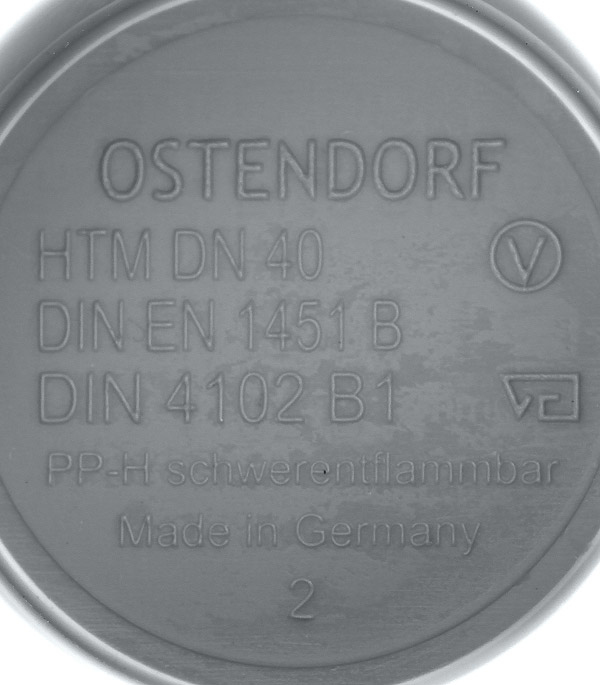 OSTENDORF
HTM DN 40 V
DIN EN 1451 B
DIN 4102 B1
PP-H schwerentflammbar
Made in Germany
2